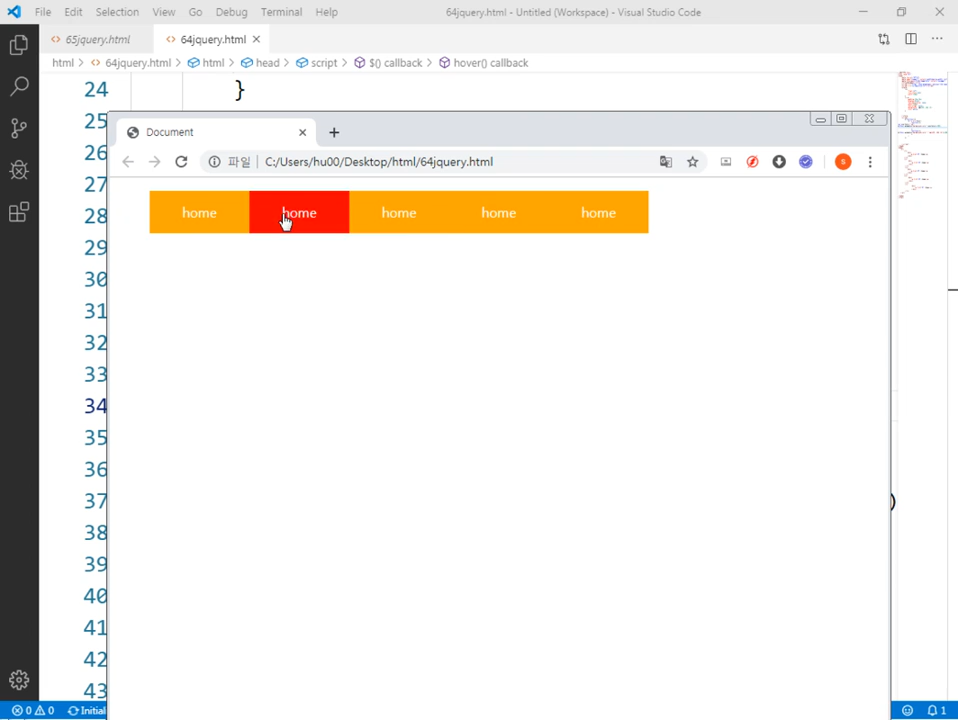 File Edit Selection View Go Debug Terminal Help 64jquery.html - Untitled (Workspace) - Visual Studio Code
65jquery.html 64jquery.html
html > 64jquery.html > html > head > script > $() callback > hover() callback
24 }
25
Document
26
파일 C:/Users/hu00/Desktop/html/64jquery.html s
27
28 home home home home home
29
30
31
32
33
34
35
36
37 )
38
39
40
41
42
43
0 0 Initial 1